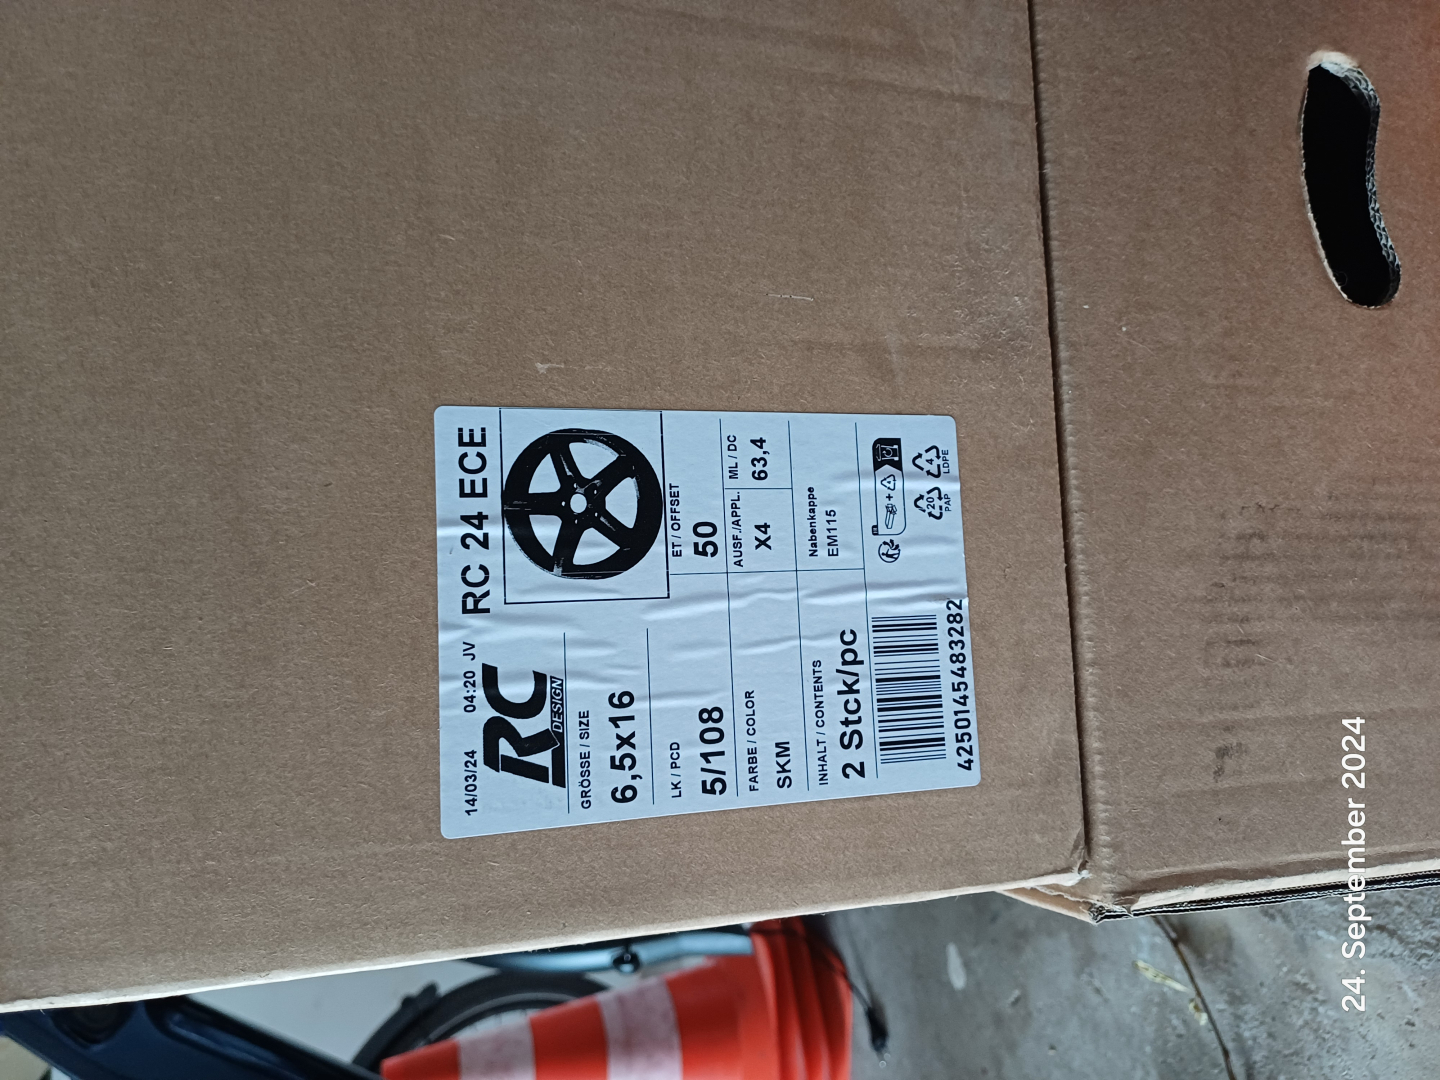 14/03/24 04:20 JV RC 24 ECE
RC
DESIGN
GRÖSSE / SIZE
6,5x16
LK / PCD
5/108
ET / OFFSET
50
FARBE / COLOR
SKM
AUSF./APPL.
X4
ML / DC
63,4
INHALT / CONTENTS
2 Stck/pc
Nabenkappe
EM115
4250145483282
20
PAP
4
LDPE
24. September 2024